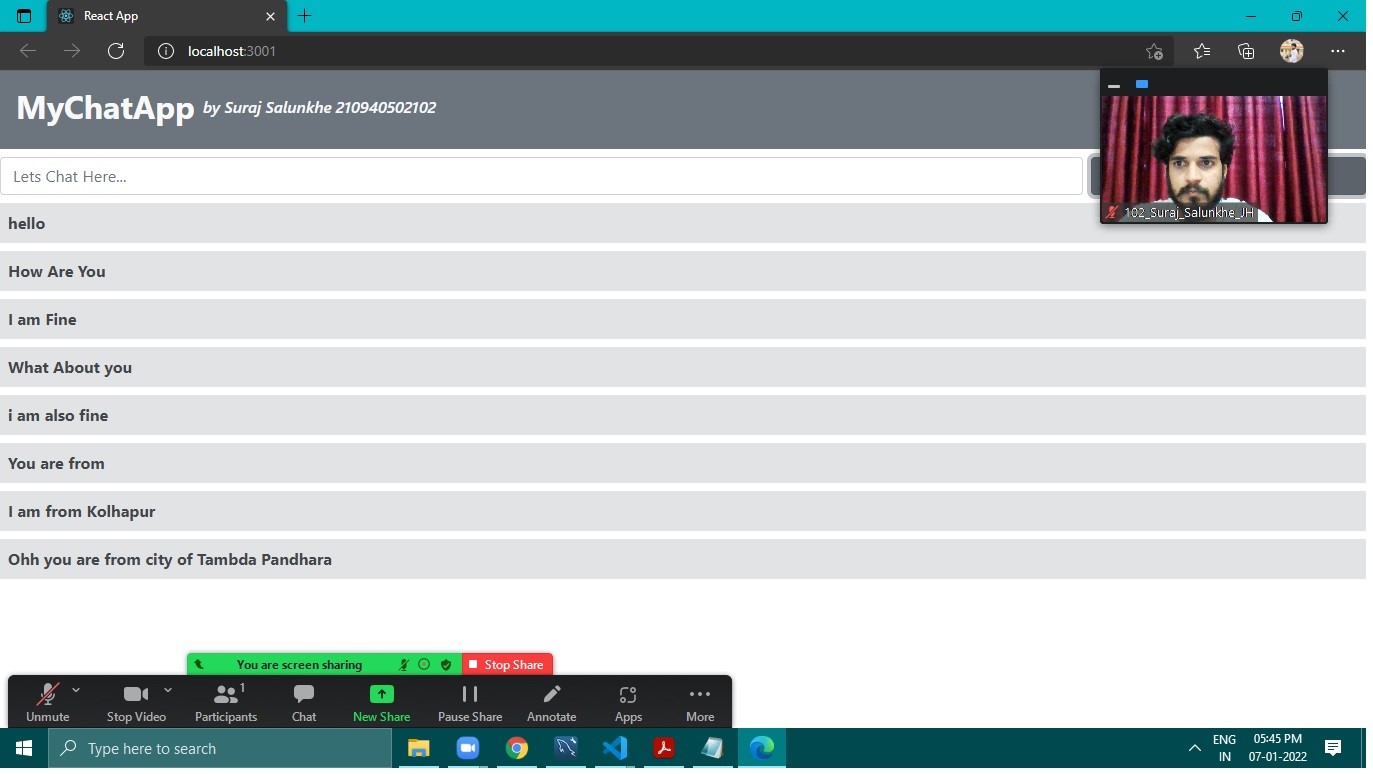 React App
localhost:3001
MyChatApp by Suraj Salunkhe 210940502102
Lets Chat Here...
102_Suraj_Salunkhe_JH
hello
How Are You
I am Fine
What About you
i am also fine
You are from
I am from Kolhapur
Ohh you are from city of Tambda Pandhara
You are screen sharing
Stop Share
1
Unmute
Stop Video
Participants
Chat
New Share
Pause Share
Annotate
Apps
More
Type here to search
ENG
IN
05:45 PM
07-01-2022